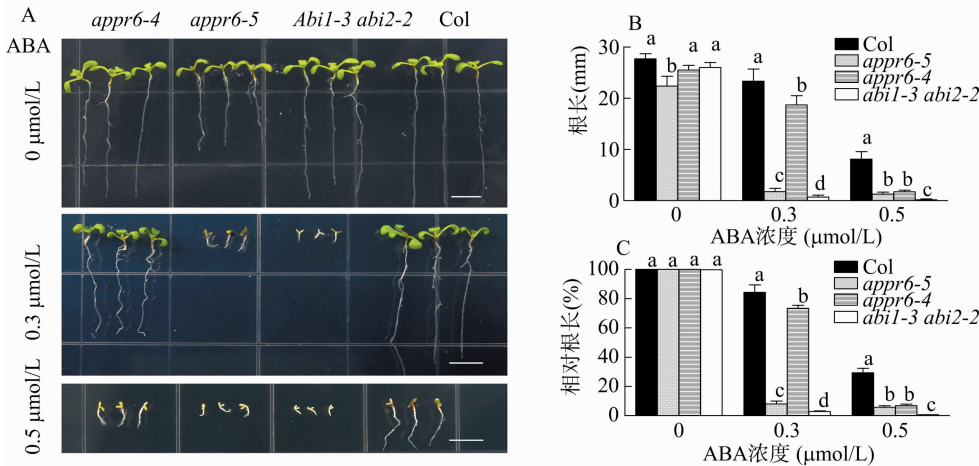 A
appr6-4 appr6-5 Abi1-3 abi2-2 Col
ABA
0 μmol/L
0.3 μmol/L
0.5 μmol/L
B
根长(mm)
30
20
10
0
a b a a
a c b d
a b b c
Col
appr6-5
appr6-4
abi1-3 abi2-2
0 0.3 0.5
ABA浓度 (μmol/L)
C
相对根长(%)
100
80
60
40
20
0
a a a a
a c b d
a b b c
Col
appr6-5
appr6-4
abi1-3 abi2-2
0 0.3 0.5
ABA浓度 (μmol/L)